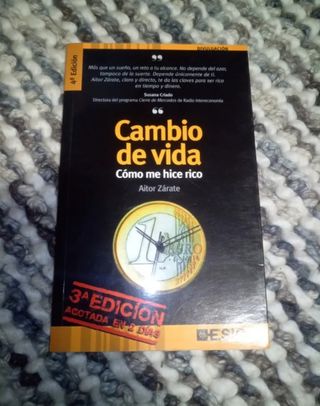 4ª Edición
DIVULGACIÓN
"
Más que un sueño, un reto a tu alcance. No depende del azar,
tampoco de la suerte. Depende únicamente de ti.
Aitor Zárate, claro y directo, te da las claves para ser rico
en tiempo y dinero.
Susana Criado
Directora del programa Cierre de Mercados de Radio Intereconomía
"
Cambio
de vida
Cómo me hice rico
Aitor Zárate
1
EURO
3ª EDICIÓN
AGOTADA EN 2 DÍAS
ESIC